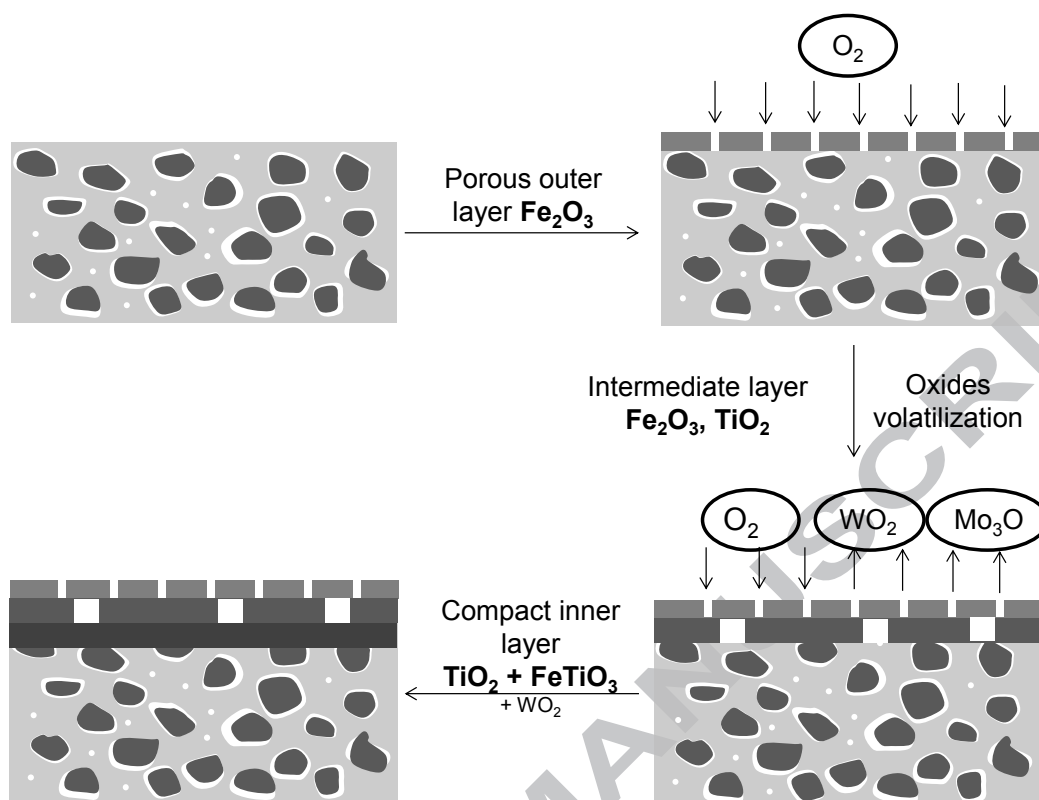 O₂
Porous outer
layer Fe₂O₃
Intermediate layer
Fe₂O₃, TiO₂
Oxides
volatilization
O₂
WO₂
Mo₃O
Compact inner
layer
TiO₂ + FeTiO₃
+ WO₂
MANUSCRI